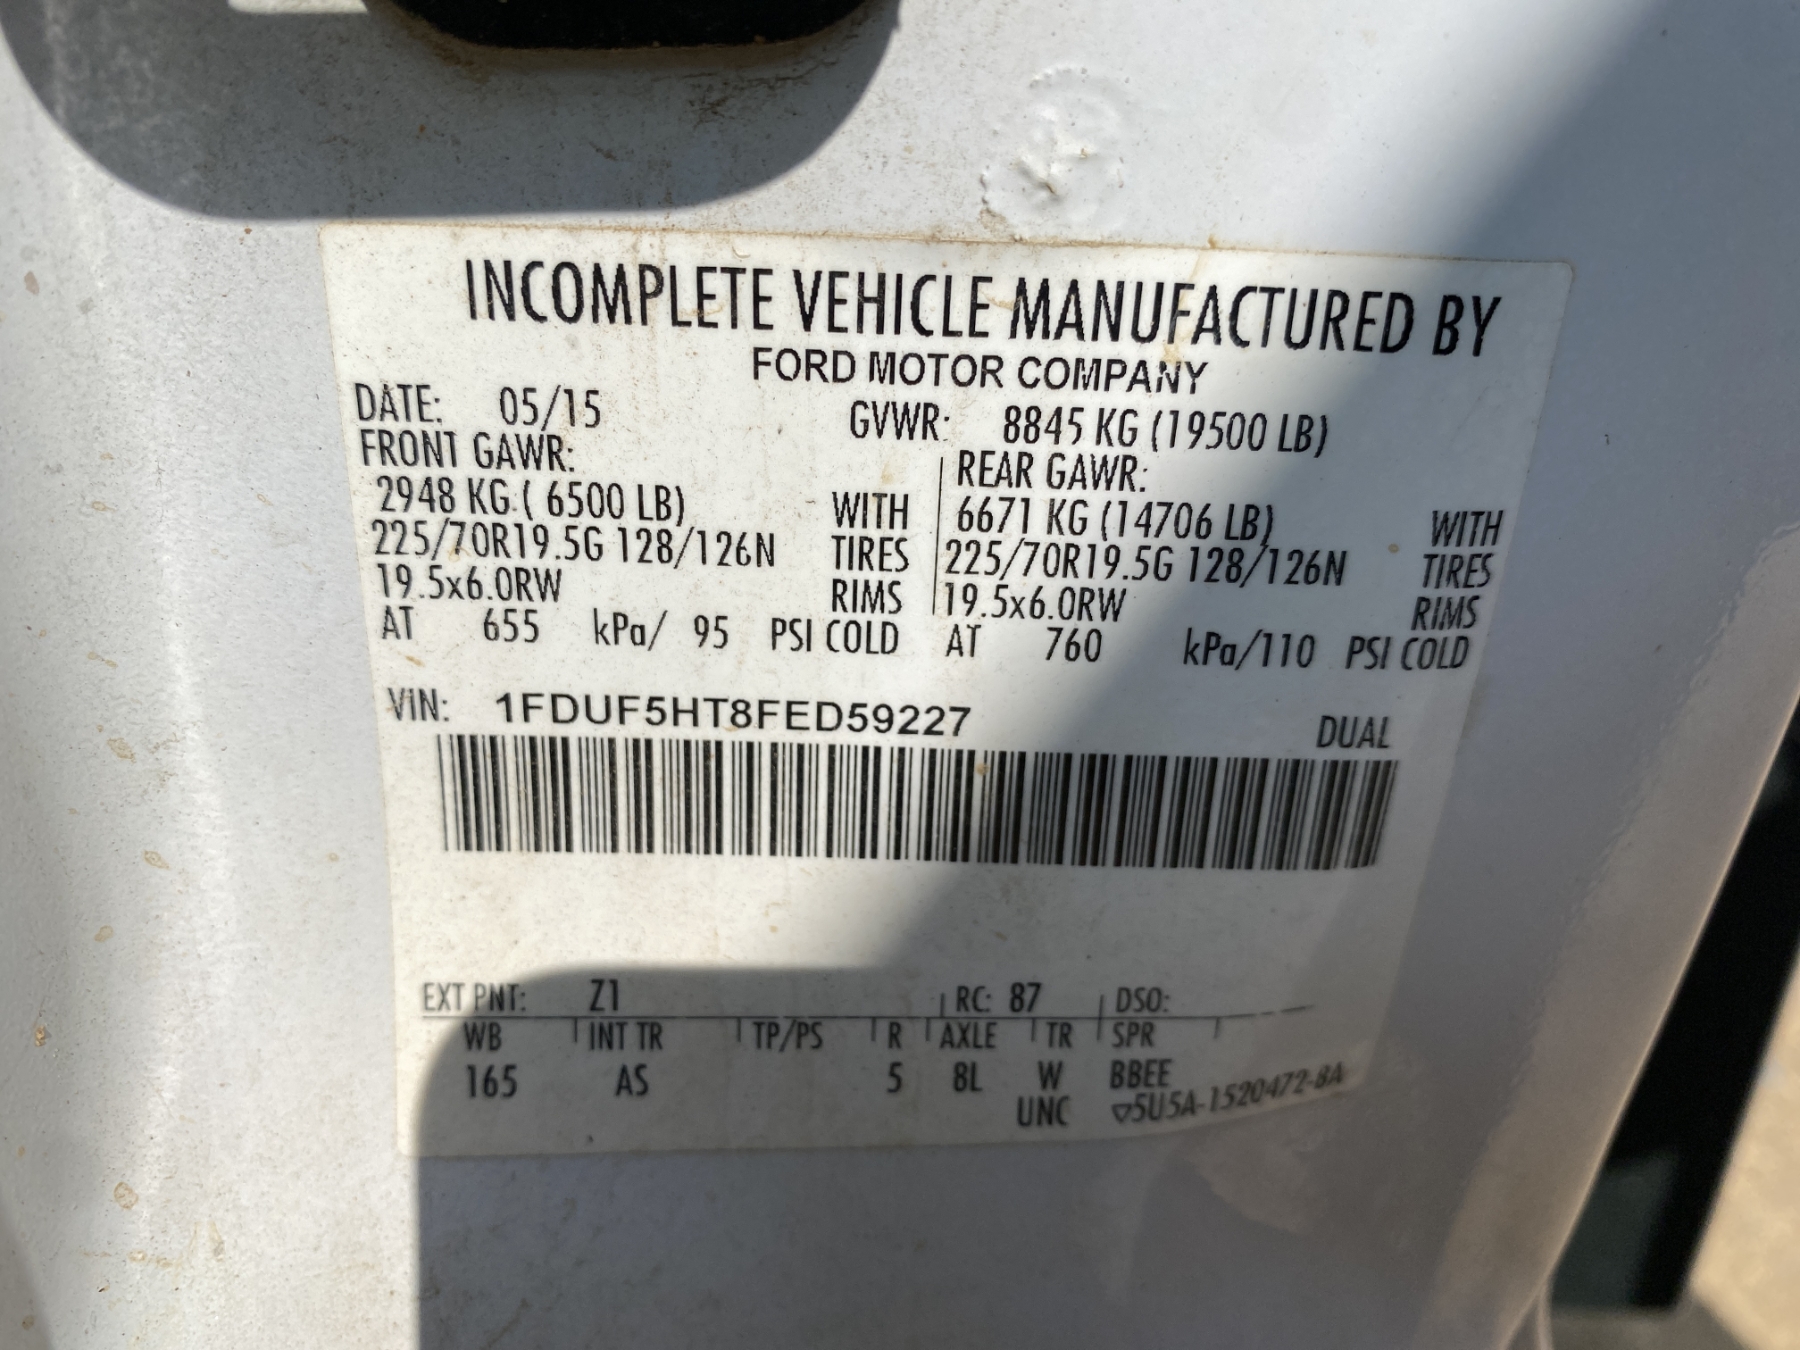 INCOMPLETE VEHICLE MANUFACTURED BY
FORD MOTOR COMPANY
DATE: 05/15 GVWR: 8845 KG (19500 LB)
FRONT GAWR: REAR GAWR:
2948 KG ( 6500 LB) WITH 6671 KG (14706 LB) WITH
225/70R19.5G 128/126N TIRES 225/70R19.5G 128/126N TIRES
19.5x6.0RW RIMS 19.5x6.0RW RIMS
AT 655 kPa/ 95 PSI COLD AT 760 kPa/110 PSI COLD
VIN: 1FDUF5HT8FED59227
DUAL
EXT PNT: Z1 RC: 87 DSO:
WB INT TR TP/PS R AXLE TR SPR
165 AS 5 8L W BBEE
UNC ▽5U5A-1520472-BA